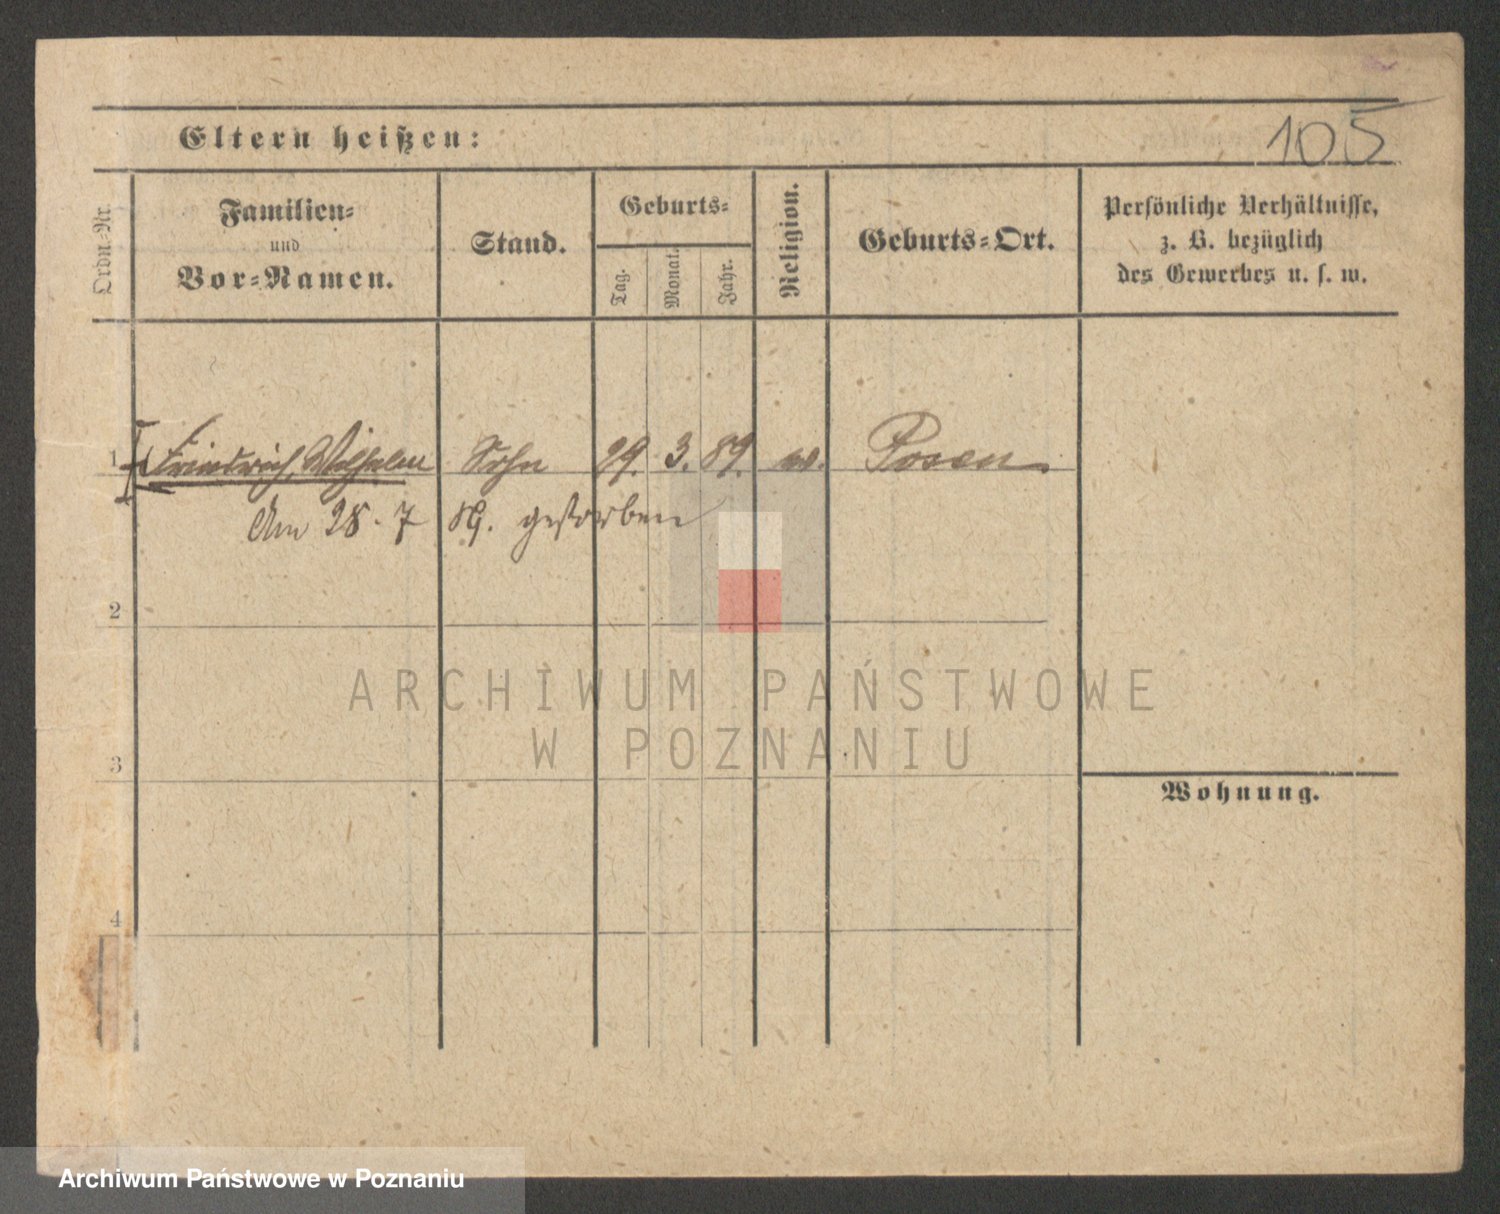 105
Eltern heißen:
Ordn-Nr.
Familien-
und
Vor-Namen.
Stand.
Geburts-
Tag.
Monat.
Jahr.
Religion.
Geburts-Ort.
Persönliche Verhältnisse,
z. B. bezüglich
des Gewerbes u. s. w.
1 Friedrich Wilhelm Sohn 29. 3. 89. Posen
Am 28. 7 89. gestorben
2
ARCHIWUM PAŃSTWOWE
W POZNANIU
3
Wohnung.
4
Archiwum Państwowe w Poznaniu